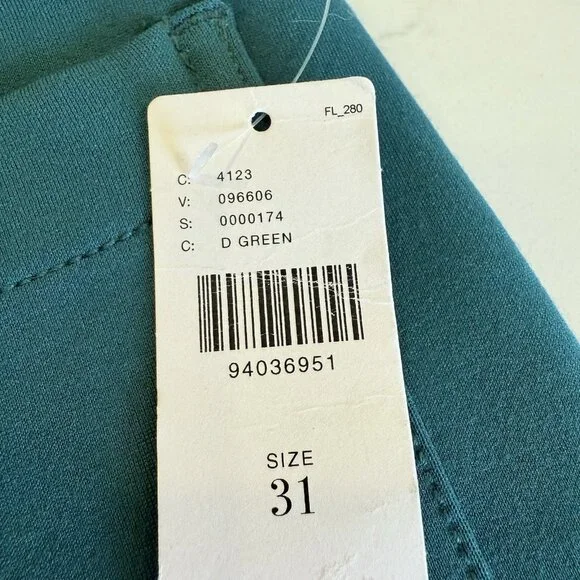 FL_280
C: 4123
V: 096606
S: 0000174
C: D GREEN
94036951
SIZE
31